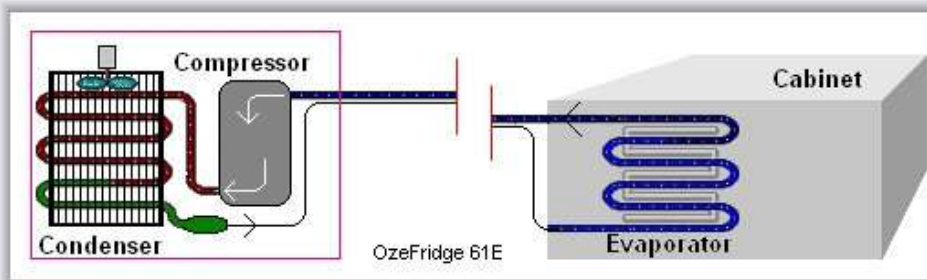 Compressor
Cabinet
Condenser
OzeFridge 61E
Evaporator